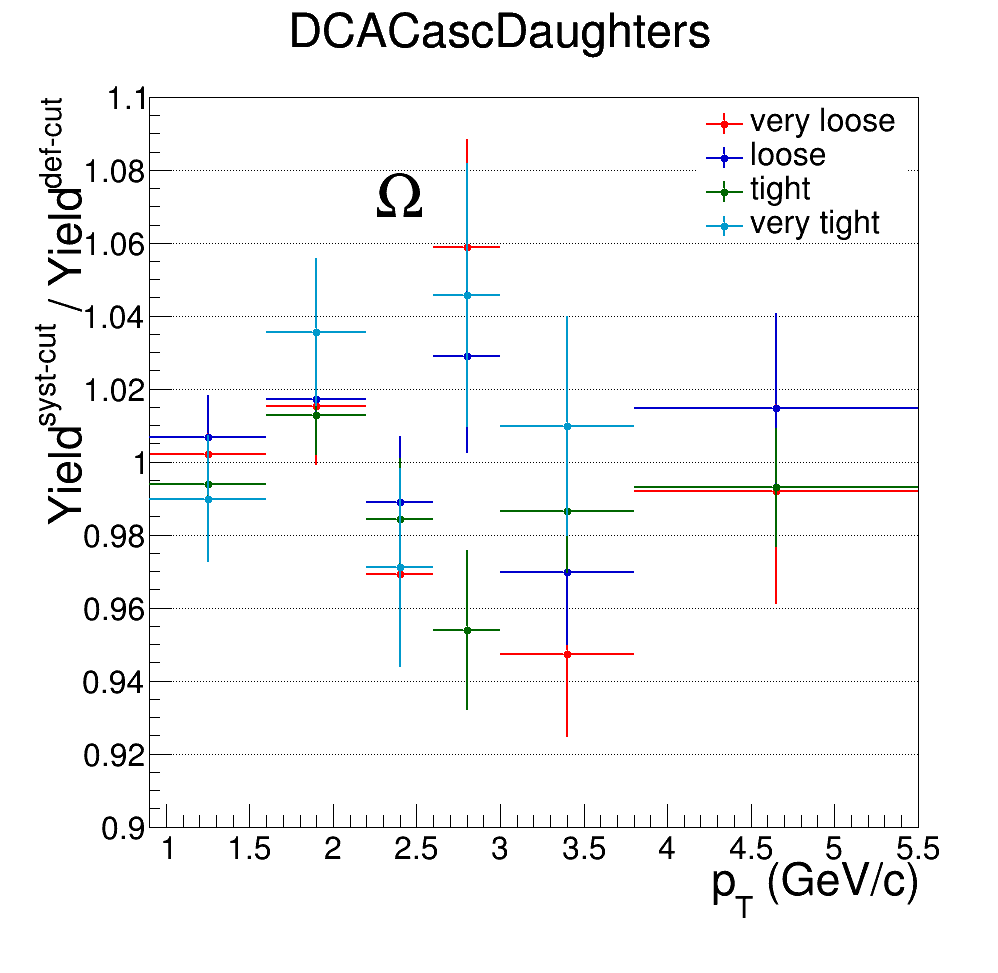 DCACascDaughters
Yield^syst-cut / Yield^def-cut
1.1
1.08
1.06
1.04
1.02
1
0.98
0.96
0.94
0.92
0.9
Ω
very loose
loose
tight
very tight
1 1.5 2 2.5 3 3.5 4 4.5 5 5.5
p_T (GeV/c)